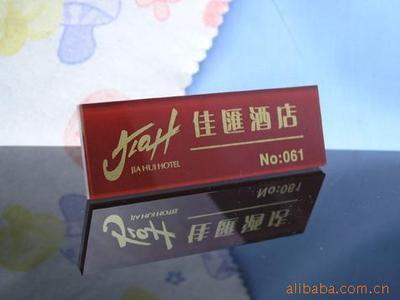 JiaH
佳匯酒店
JIA HUI HOTEL
No:061
alibaba.com.cn